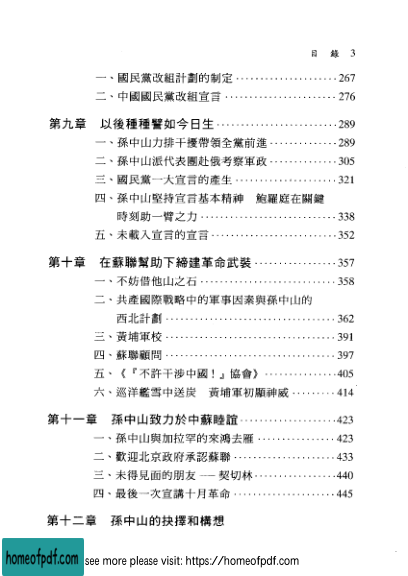 目 錄 3
一、國民黨改組計劃的制定 ····················· 267
二、中國國民黨改組宣言 ······················· 276
第九章 以後種種譬如今日生 ························ 289
一、孫中山力排干擾帶領全黨前進 ·············· 289
二、孫中山派代表團赴俄考察軍政 ·············· 305
三、國民黨一大宣言的產生 ····················· 321
四、孫中山堅持宣言基本精神 鮑羅庭在關鍵
時刻助一臂之力 ···························· 338
五、未載入宣言的宣言 ························· 352
第十章 在蘇聯幫助下締建革命武裝 ················· 357
一、不妨借他山之石 ··························· 358
二、共產國際戰略中的軍事因素與孫中山的
西北計劃 ·································· 362
三、黃埔軍校 ·································· 391
四、蘇聯顧問 ·································· 397
五、《『不許干涉中國！』協會》 ·················· 405
六、巡洋艦雪中送炭 黃埔軍初顯神威 ········· 414
第十一章 孫中山致力於中蘇睦誼 ··················· 423
一、孫中山與加拉罕的來鴻去雁 ················ 423
二、歡迎北京政府承認蘇聯 ····················· 433
三、未得見面的朋友 —— 契切林 ················ 440
四、最後一次宣講十月革命 ····················· 445
第十二章 孫中山的抉擇和構想
homeofpdf.com
see more please visit: https://homeofpdf.com